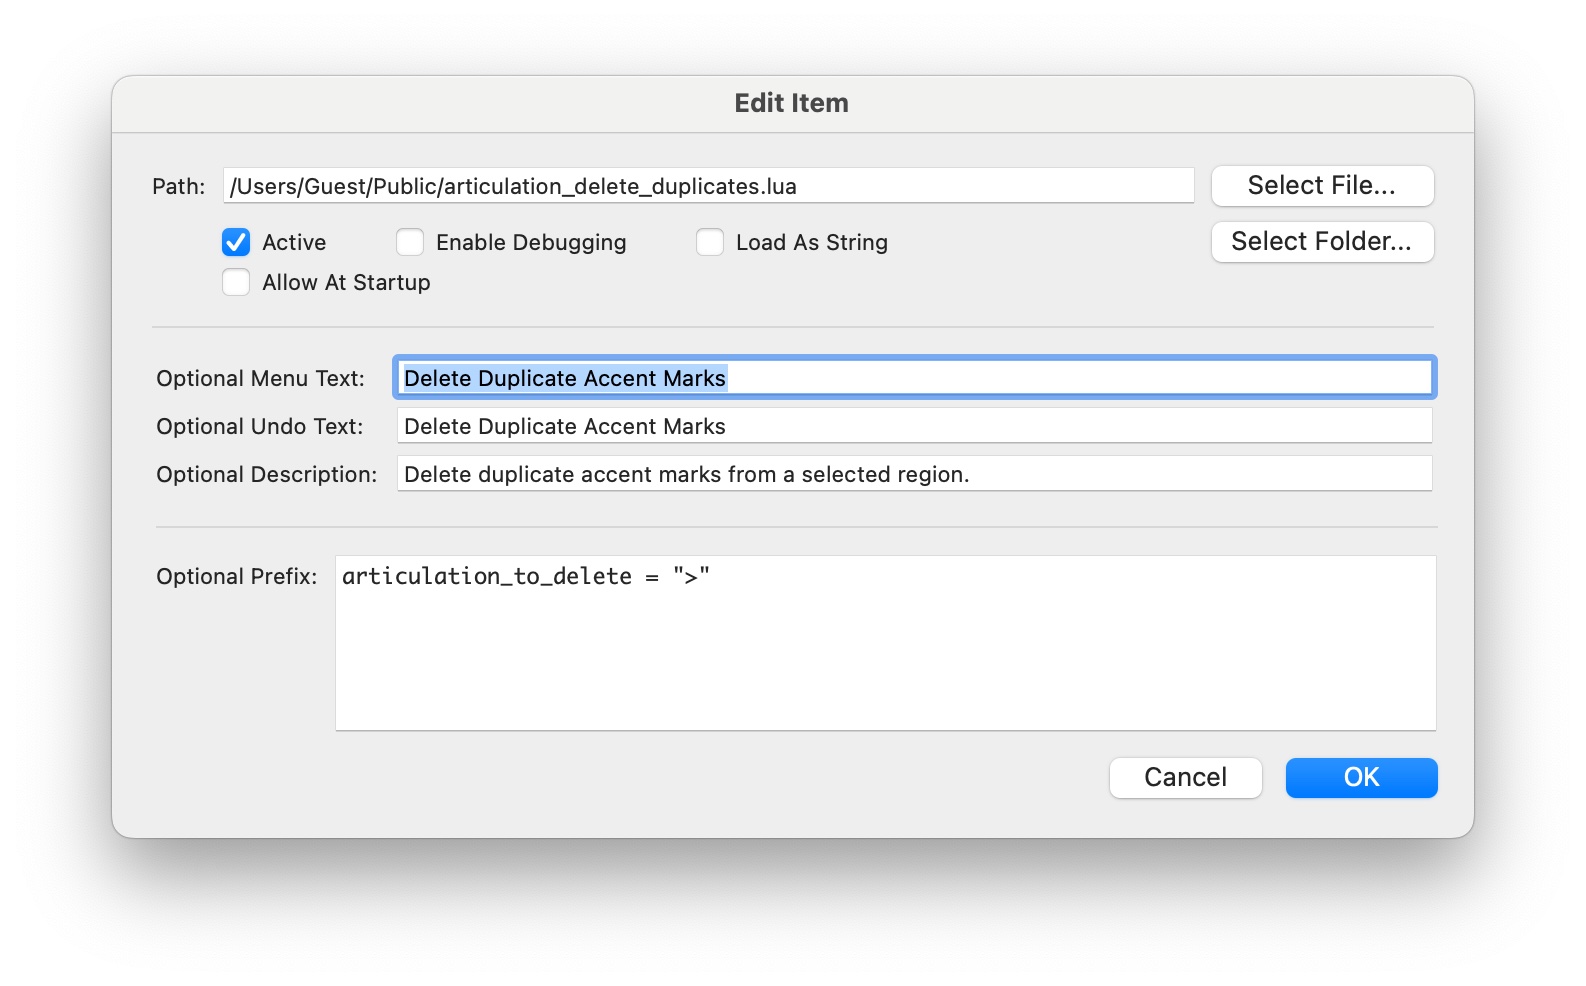 Edit Item
Path: /Users/Guest/Public/articulation_delete_duplicates.lua Select File...
Active Enable Debugging Load As String Select Folder...
Allow At Startup
Optional Menu Text: Delete Duplicate Accent Marks
Optional Undo Text: Delete Duplicate Accent Marks
Optional Description: Delete duplicate accent marks from a selected region.
Optional Prefix: articulation_to_delete = ">"
Cancel OK